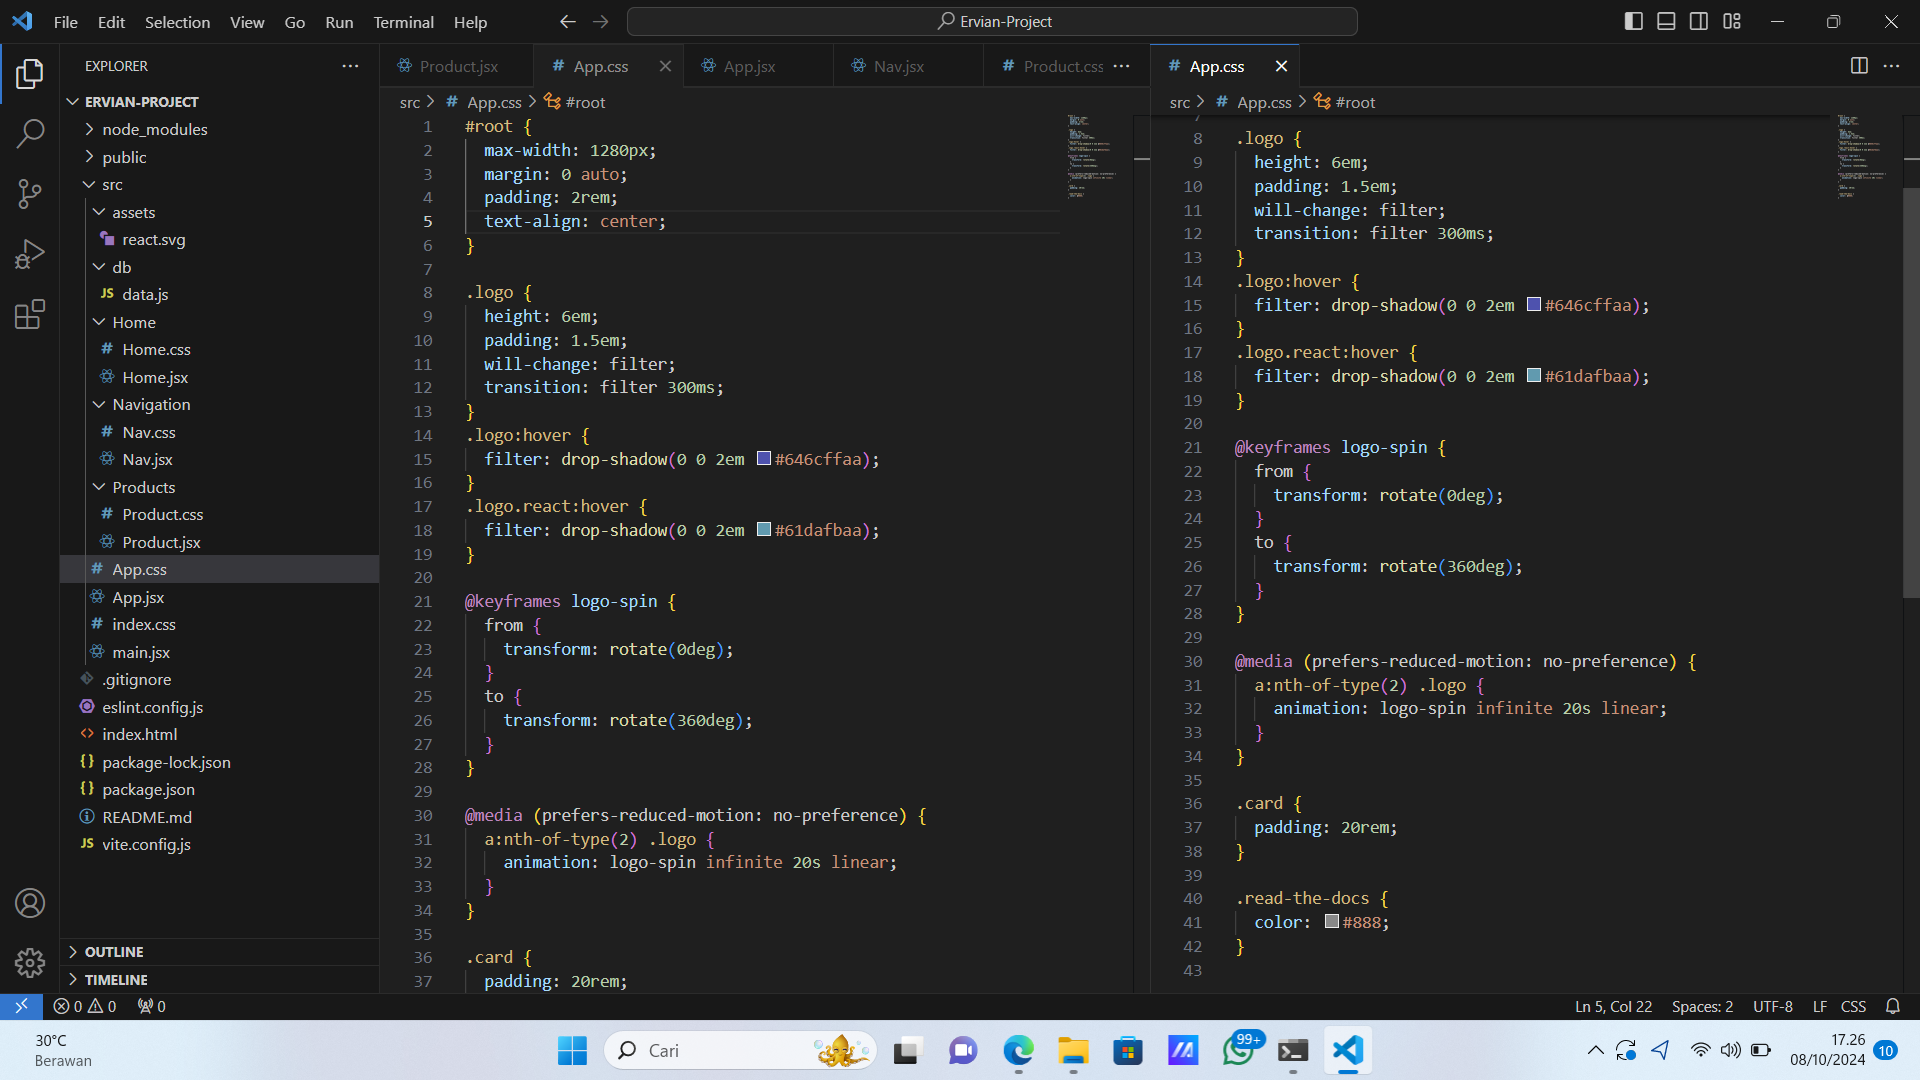 File Edit Selection View Go Run Terminal Help
Ervian-Project
EXPLORER
ERVIAN-PROJECT
node_modules
public
src
assets
react.svg
db
JS data.js
Home
# Home.css
Home.jsx
Navigation
# Nav.css
Nav.jsx
Products
# Product.css
Product.jsx
# App.css
App.jsx
# index.css
main.jsx
.gitignore
eslint.config.js
<> index.html
{} package-lock.json
{} package.json
README.md
JS vite.config.js
OUTLINE
TIMELINE
Product.jsx # App.css App.jsx Nav.jsx # Product.css
src > # App.css > #root
1 #root {
2 max-width: 1280px;
3 margin: 0 auto;
4 padding: 2rem;
5 text-align: center;
6 }
7
8 .logo {
9 height: 6em;
10 padding: 1.5em;
11 will-change: filter;
12 transition: filter 300ms;
13 }
14 .logo:hover {
15 filter: drop-shadow(0 0 2em #646cffaa);
16 }
17 .logo.react:hover {
18 filter: drop-shadow(0 0 2em #61dafbaa);
19 }
20
21 @keyframes logo-spin {
22 from {
23 transform: rotate(0deg);
24 }
25 to {
26 transform: rotate(360deg);
27 }
28 }
29
30 @media (prefers-reduced-motion: no-preference) {
31 a:nth-of-type(2) .logo {
32 animation: logo-spin infinite 20s linear;
33 }
34 }
35
36 .card {
37 padding: 20rem;
# App.css
src > # App.css > #root
7
8 .logo {
9 height: 6em;
10 padding: 1.5em;
11 will-change: filter;
12 transition: filter 300ms;
13 }
14 .logo:hover {
15 filter: drop-shadow(0 0 2em #646cffaa);
16 }
17 .logo.react:hover {
18 filter: drop-shadow(0 0 2em #61dafbaa);
19 }
20
21 @keyframes logo-spin {
22 from {
23 transform: rotate(0deg);
24 }
25 to {
26 transform: rotate(360deg);
27 }
28 }
29
30 @media (prefers-reduced-motion: no-preference) {
31 a:nth-of-type(2) .logo {
32 animation: logo-spin infinite 20s linear;
33 }
34 }
35
36 .card {
37 padding: 20rem;
38 }
39
40 .read-the-docs {
41 color: #888;
42 }
43
0 0 0
Ln 5, Col 22 Spaces: 2 UTF-8 LF CSS
30°C
Berawan
Cari
99+
17.26
08/10/2024
10